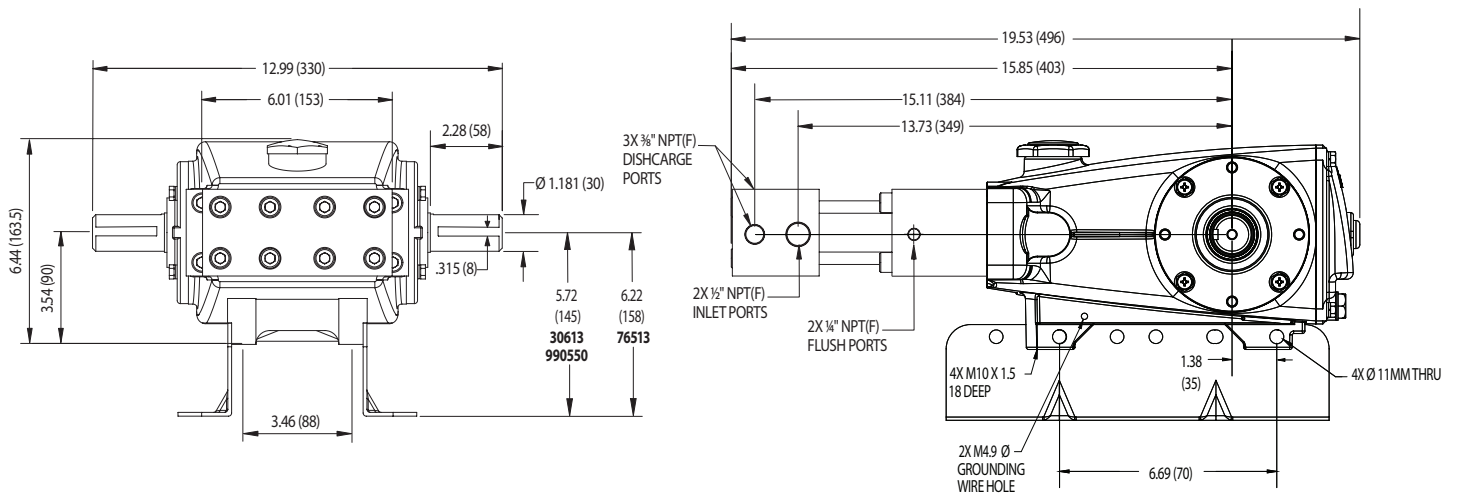 12.99 (330)
6.01 (153)
2.28 (58)
Ø 1.181 (30)
6.44 (163.5)
3.54 (90)
.315 (8)
5.72
(145)
30613
990550
6.22
(158)
76513
3.46 (88)
19.53 (496)
15.85 (403)
15.11 (384)
13.73 (349)
3X ⅜" NPT(F)
DISHCARGE
PORTS
2X ½" NPT(F)
INLET PORTS
2X ¼" NPT(F)
FLUSH PORTS
4X M10 X 1.5
18 DEEP
1.38
(35)
4X Ø 11MM THRU
2X M4.9 Ø
GROUNDING
WIRE HOLE
6.69 (70)